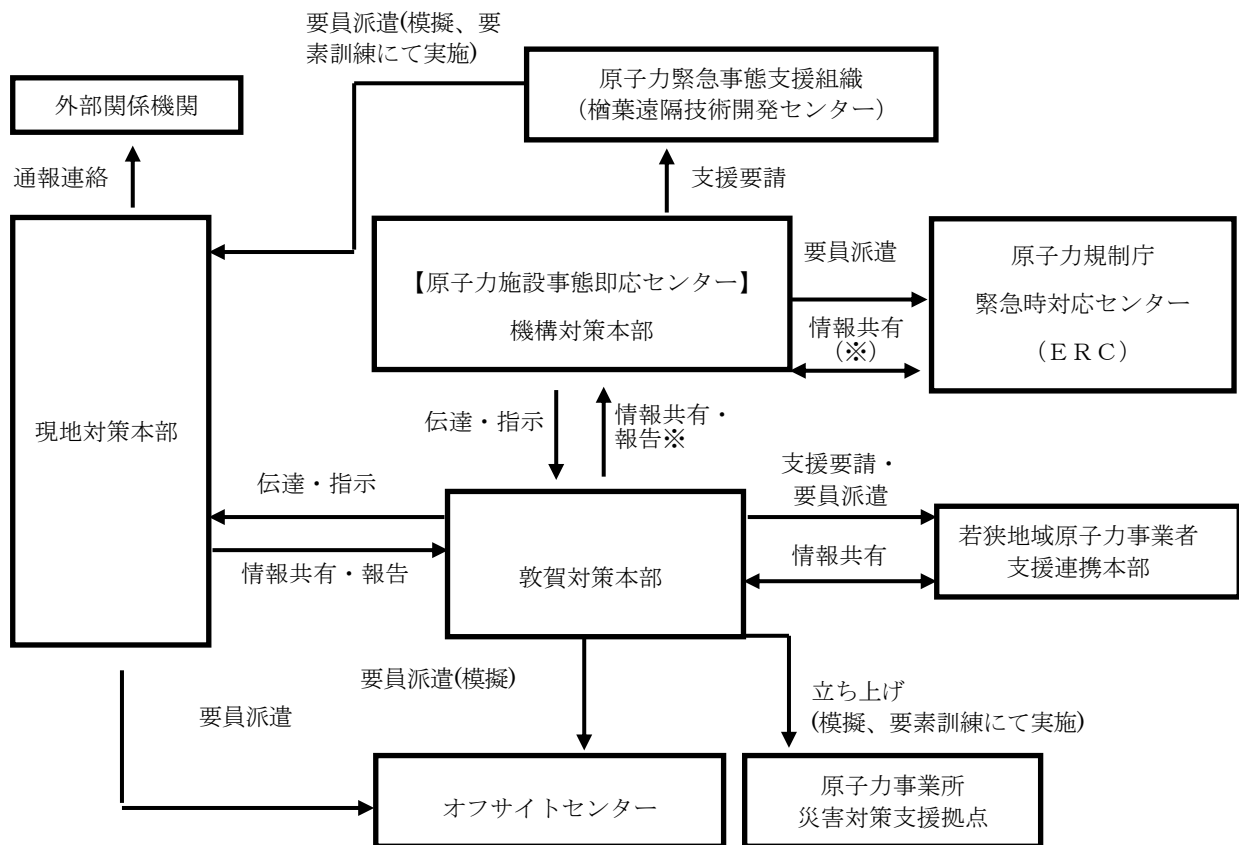 要員派遣(模擬、要
素訓練にて実施)
原子力緊急事態支援組織
(楢葉遠隔技術開発センター)
外部関係機関
通報連絡
支援要請
【原子力施設事態即応センター】
機構対策本部
要員派遣
情報共有
(※)
原子力規制庁
緊急時対応センター
(ERC)
現地対策本部
伝達・指示
情報共有・
報告※
伝達・指示
情報共有・報告
敦賀対策本部
支援要請・
要員派遣
情報共有
若狭地域原子力事業者
支援連携本部
要員派遣(模擬)
要員派遣
立ち上げ
(模擬、要素訓練にて実施)
オフサイトセンター
原子力事業所
災害対策支援拠点